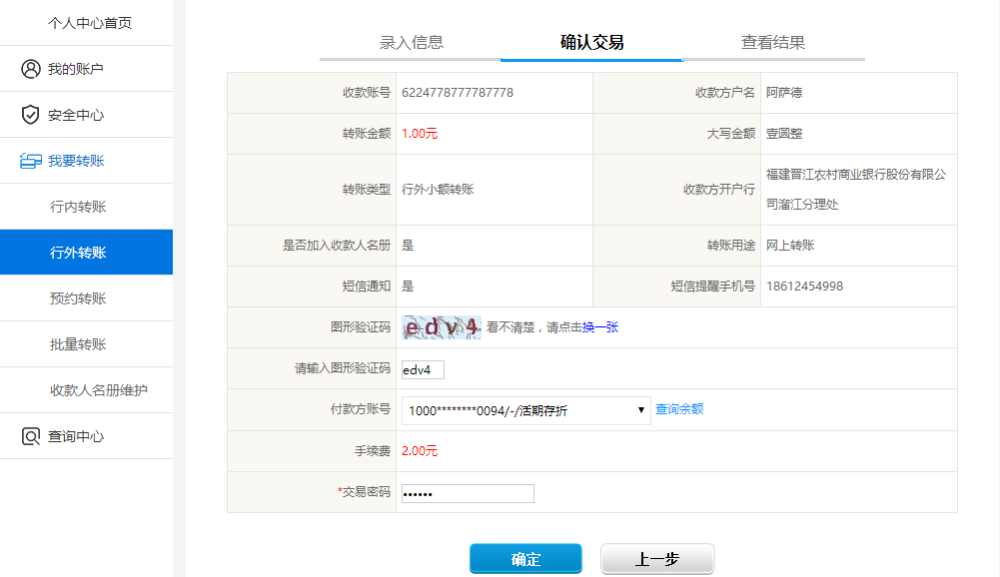 个人中心首页
我的账户
安全中心
我要转账
行内转账
行外转账
预约转账
批量转账
收款人名册维护
查询中心
录入信息 确认交易 查看结果
收款账号 6224778777787778 收款方户名 阿萨德
转账金额 1.00元 大写金额 壹圆整
转账类型 行外小额转账 收款方开户行 福建晋江农村商业银行股份有限公
司溜江分理处
是否加入收款人名册 是 转账用途 网上转账
短信通知 是 短信提醒手机号 18612454998
图形验证码 edv4 看不清楚，请点击换一张
请输入图形验证码 edv4
付款方账号 1000********0094/-/活期存折 查询余额
手续费 2.00元
*交易密码 ••••••
确定 上一步